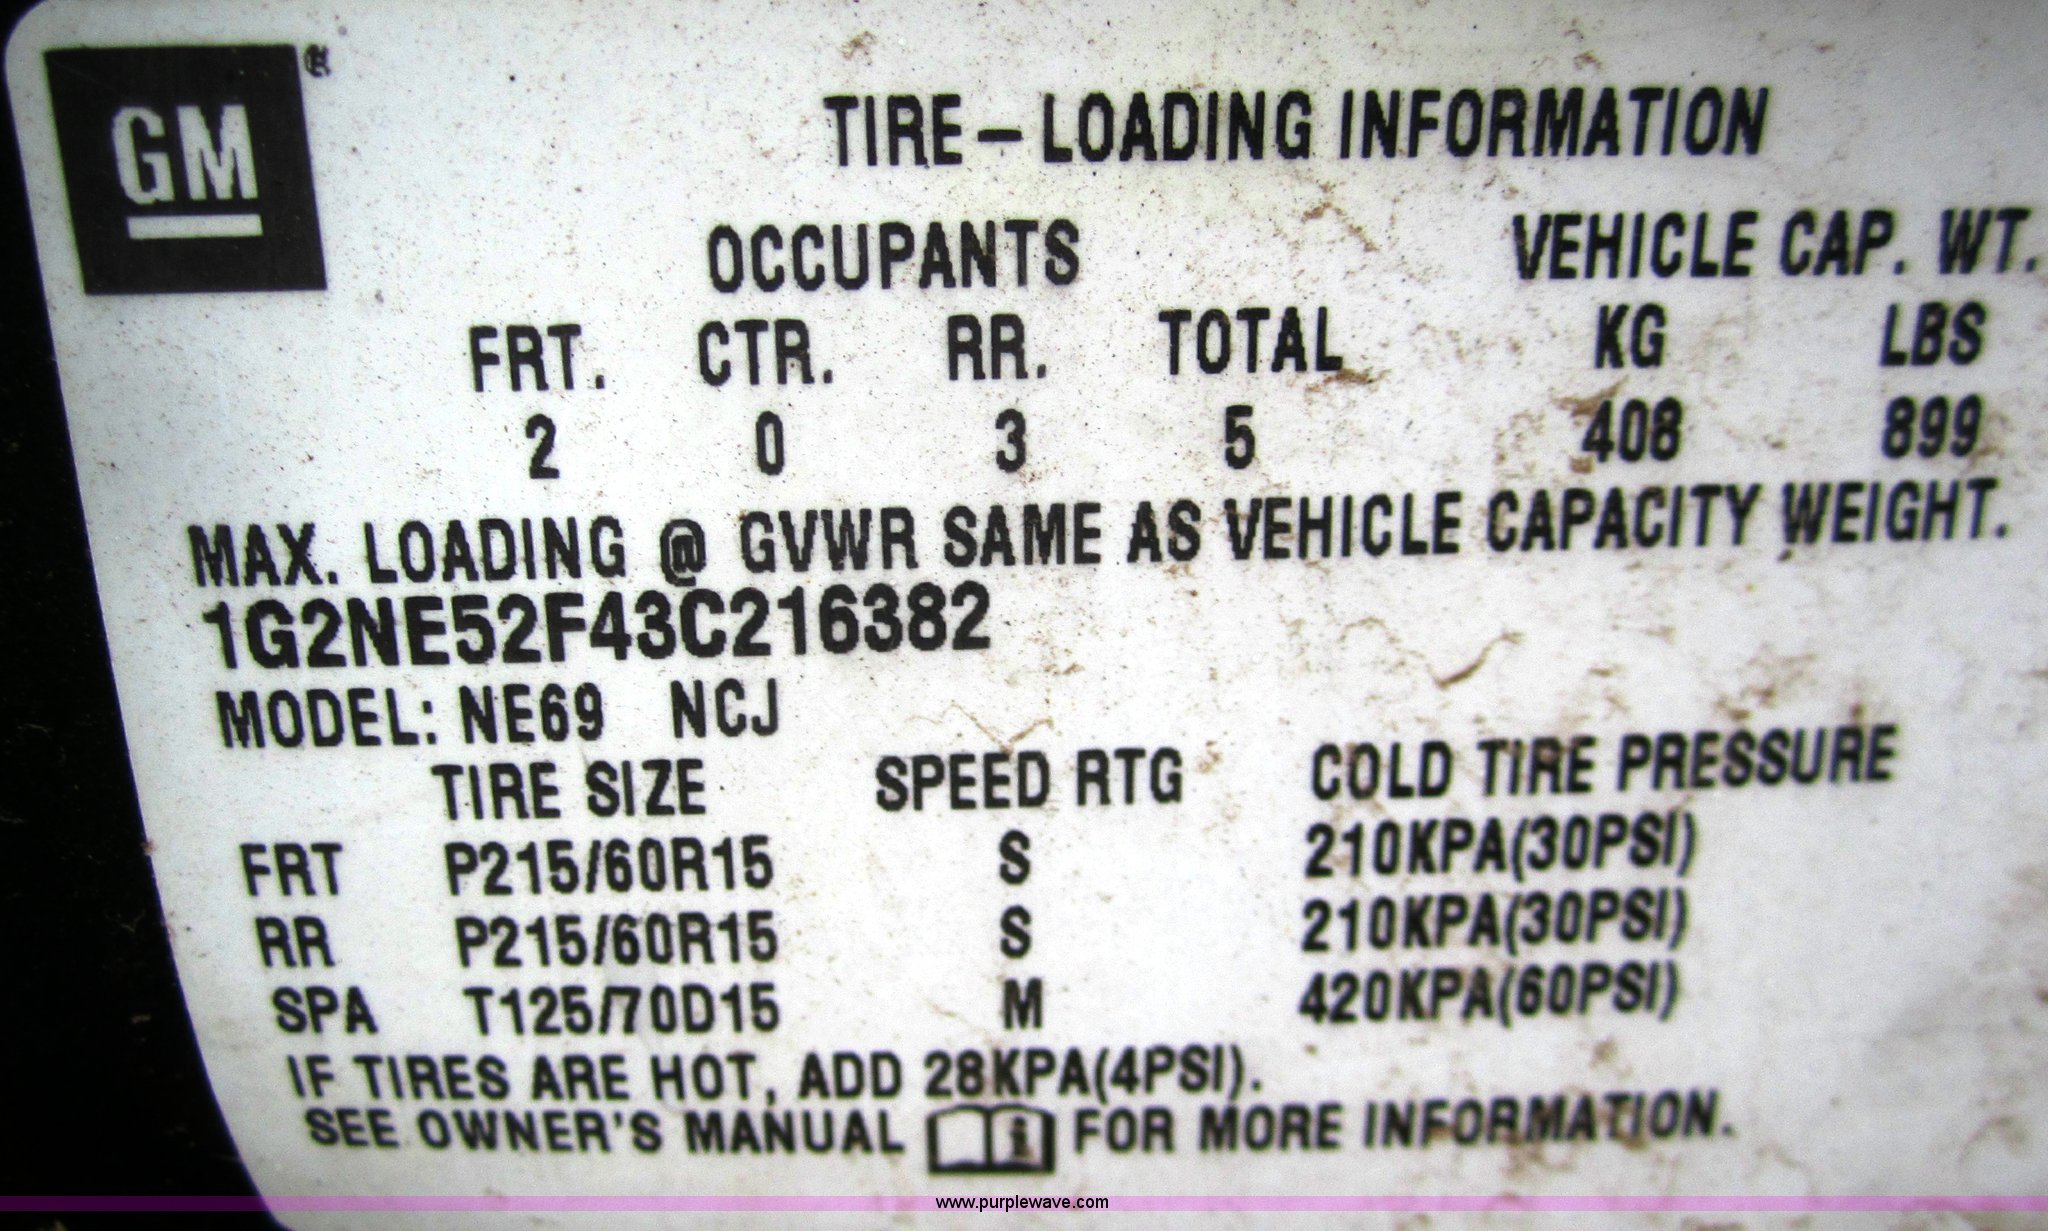 GM ®
TIRE – LOADING INFORMATION
OCCUPANTS VEHICLE CAP. WT.
FRT. CTR. RR. TOTAL KG LBS
2 0 3 5 408 899
MAX. LOADING @ GVWR SAME AS VEHICLE CAPACITY WEIGHT.
1G2NE52F43C216382
MODEL: NE69 NCJ
TIRE SIZE SPEED RTG COLD TIRE PRESSURE
FRT P215/60R15 S 210KPA(30PSI)
RR P215/60R15 S 210KPA(30PSI)
SPA T125/70D15 M 420KPA(60PSI)
IF TIRES ARE HOT, ADD 28KPA(4PSI).
SEE OWNER'S MANUAL i FOR MORE INFORMATION.
www.purplewave.com